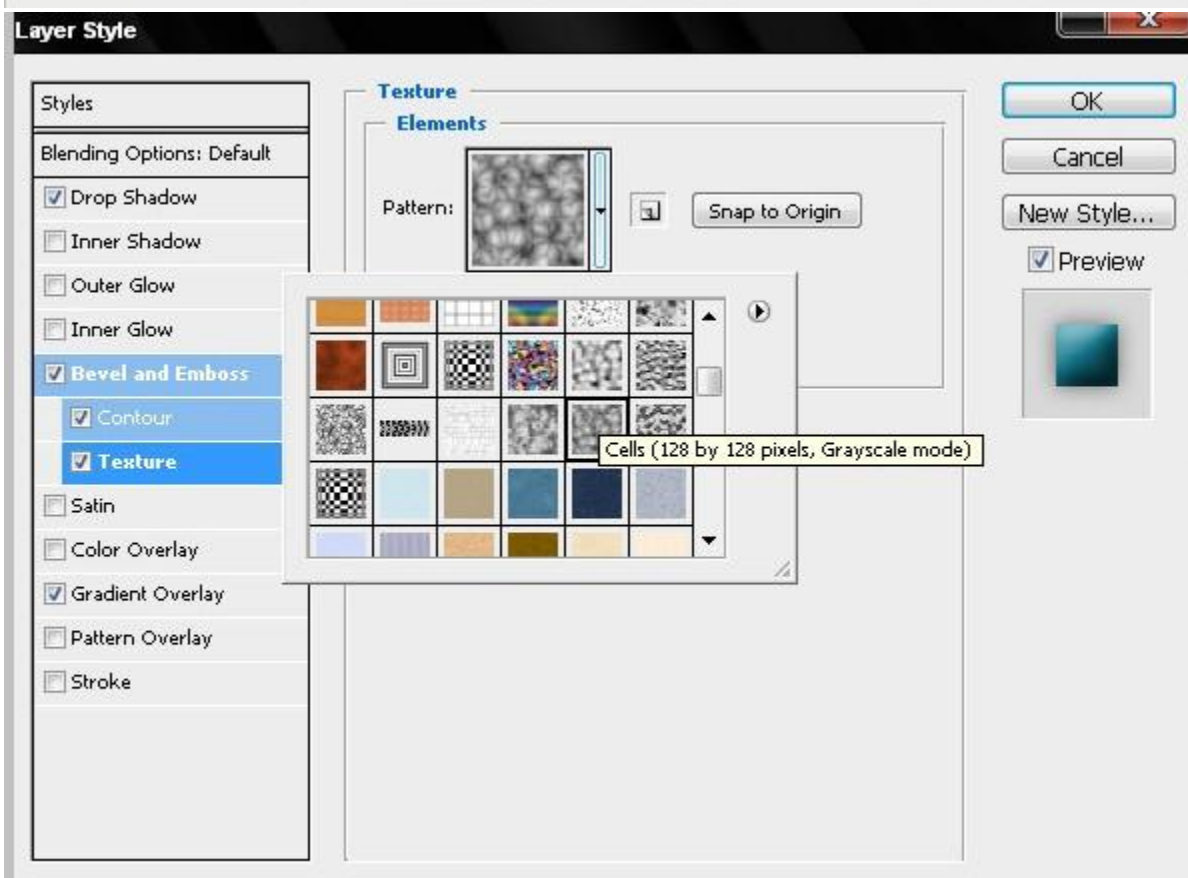 Layer Style
Styles
Blending Options: Default
Drop Shadow
Inner Shadow
Outer Glow
Inner Glow
Bevel and Emboss
Contour
Texture
Satin
Color Overlay
Gradient Overlay
Pattern Overlay
Stroke
Texture
Elements
Pattern:
Snap to Origin
Cells (128 by 128 pixels, Grayscale mode)
OK
Cancel
New Style...
Preview